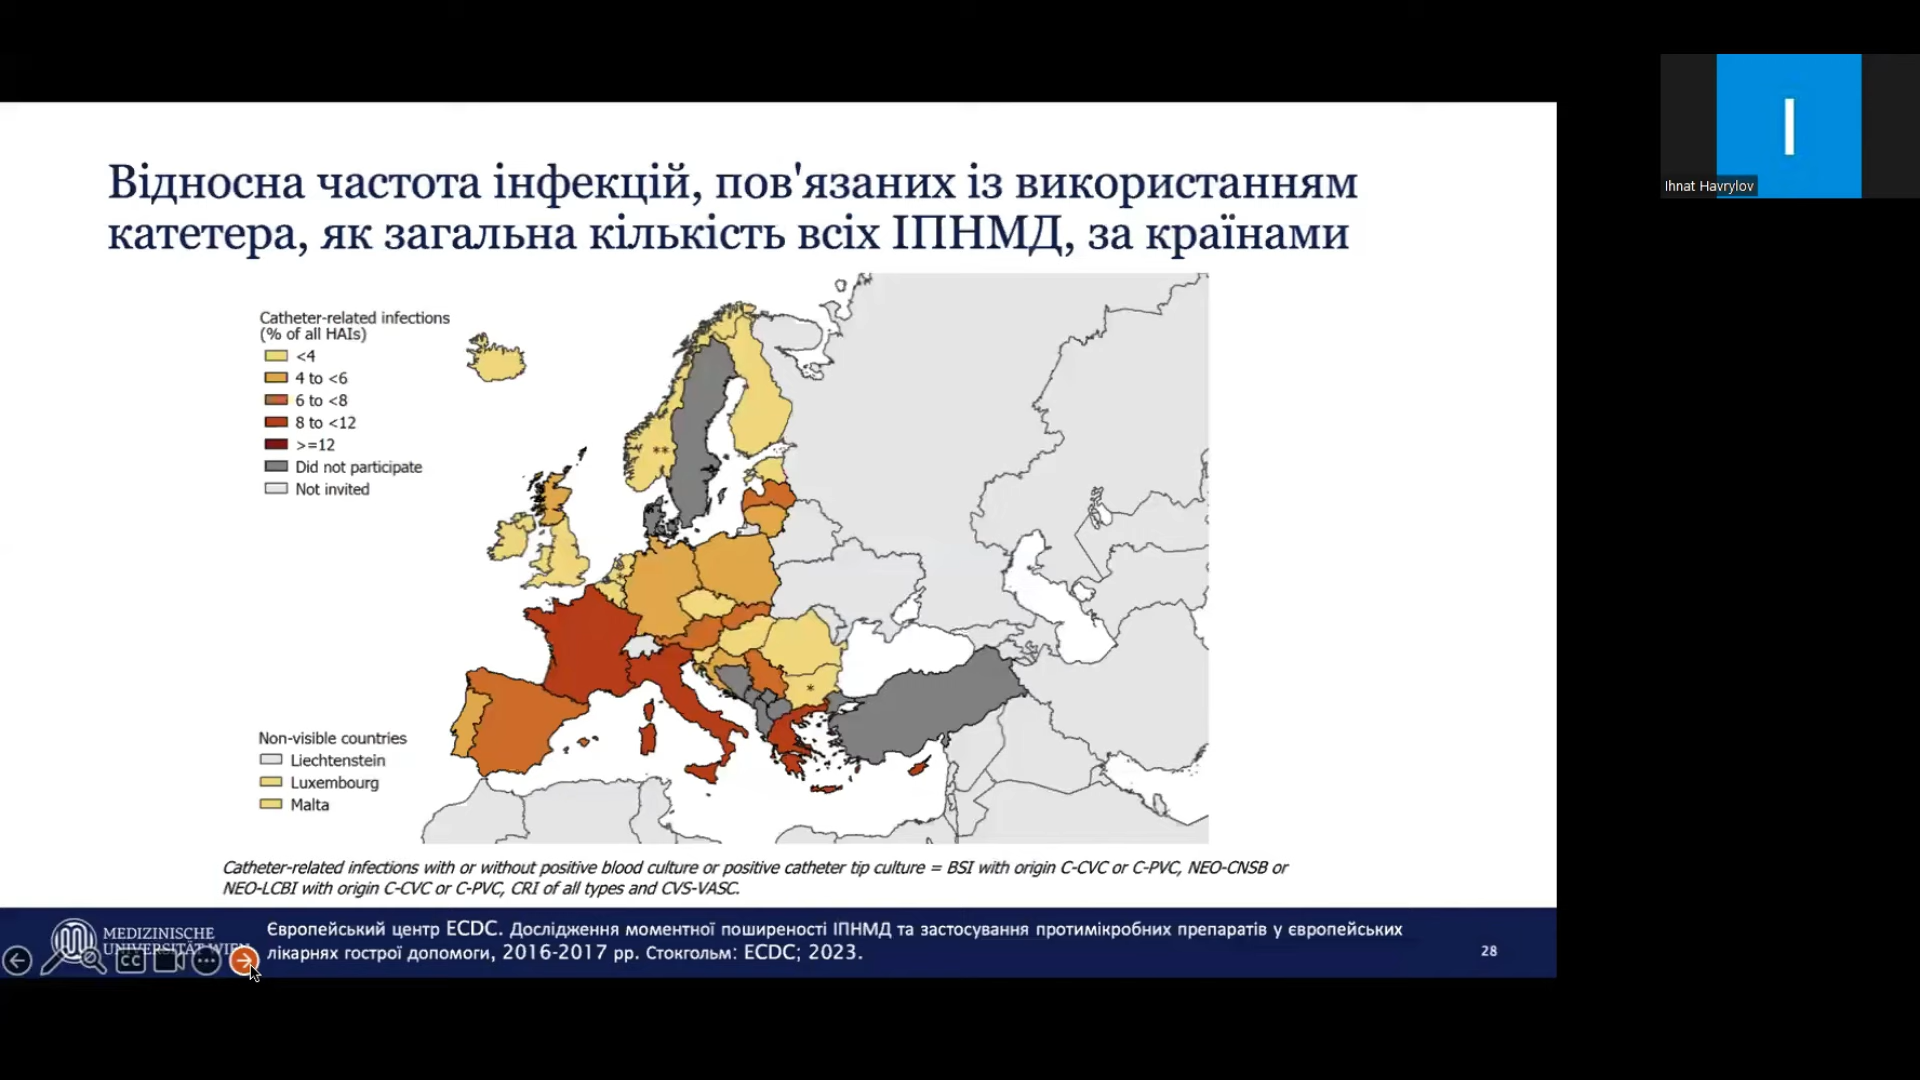 Відносна частота інфекцій, пов'язаних із використанням
катетера, як загальна кількість всіх ІПНМД, за країнами
Catheter-related infections
(% of all HAIs)
<4
4 to <6
6 to <8
8 to <12
>=12
Did not participate
Not invited
**
*
*
Non-visible countries
Liechtenstein
Luxembourg
Malta
Catheter-related infections with or without positive blood culture or positive catheter tip culture = BSI with origin C-CVC or C-PVC, NEO-CNSB or
NEO-LCBI with origin C-CVC or C-PVC, CRI of all types and CVS-VASC.
MEDIZINISCHE
UNIVERSITÄT WIEN
Європейський центр ECDC. Дослідження моментної поширеності ІПНМД та застосування протимікробних препаратів у європейських
лікарнях гострої допомоги, 2016-2017 рр. Стокгольм: ECDC; 2023.
28
CC
I
Ihnat Havrylov